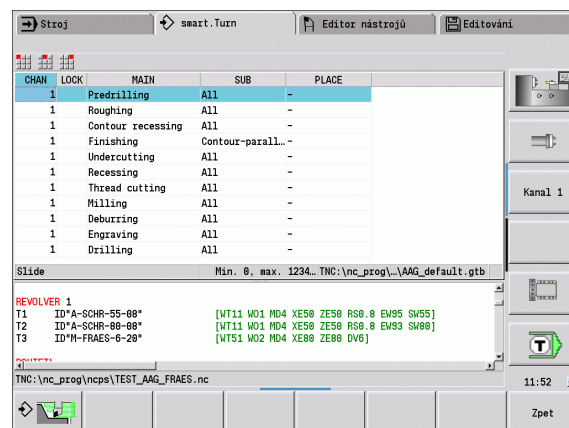 Stroj smart.Turn Editor nástrojů Editování
CHAN LOCK MAIN SUB PLACE
1 Predrilling All -
1 Roughing All -
1 Contour recessing All -
1 Finishing Contour-parall… -
1 Undercutting All -
1 Recessing All -
1 Thread cutting All -
1 Milling All -
1 Deburring All -
1 Engraving All -
1 Drilling All -
Slide Min. 0, max. 1234… TNC:\nc_prog\…\AAG_default.gtb
REVOLVER 1
T1 ID"A-SCHR-55-08" [WT11 WO1 MD4 XE50 ZE50 RS0.8 EW95 SW55]
T2 ID"A-SCHR-80-08" [WT11 WO1 MD4 XE50 ZE50 RS0.8 EW93 SW80]
T3 ID"M-FRAES-6-20" [WT51 WO2 MD4 XE80 ZE80 DV6]
TNC:\nc_prog\ncps\TEST_AAG_FRAES.nc
Kanal 1
T
11:52
Zpet